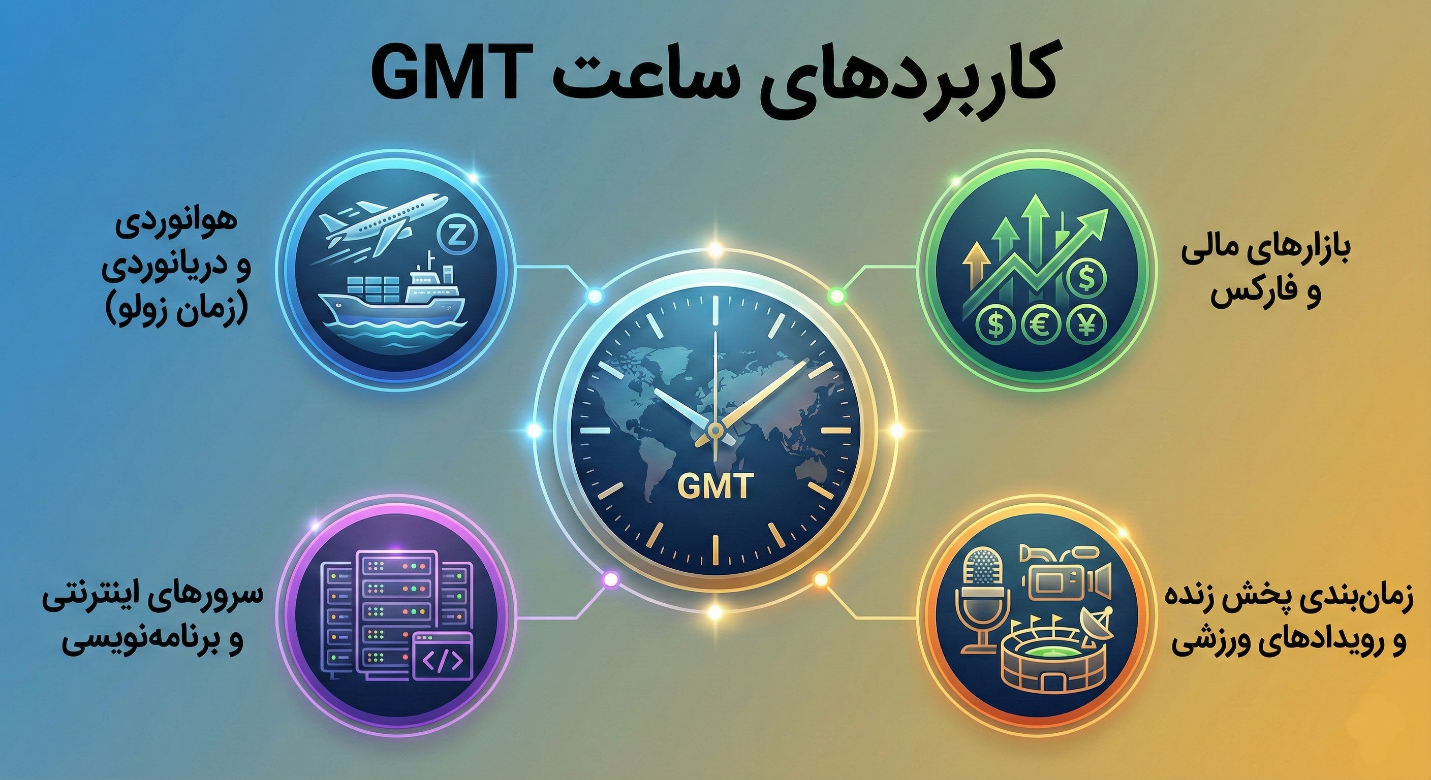 کاربردهای ساعت GMT
بازارهای مالی
و فارکس
$
$ € ¥
هوانوردی
و دریانوردی
(زمان زولو)
Z
GMT
زمان‌بندی پخش زنده
و رویدادهای ورزشی
سرورهای اینترنتی
و برنامه‌نویسی
</>